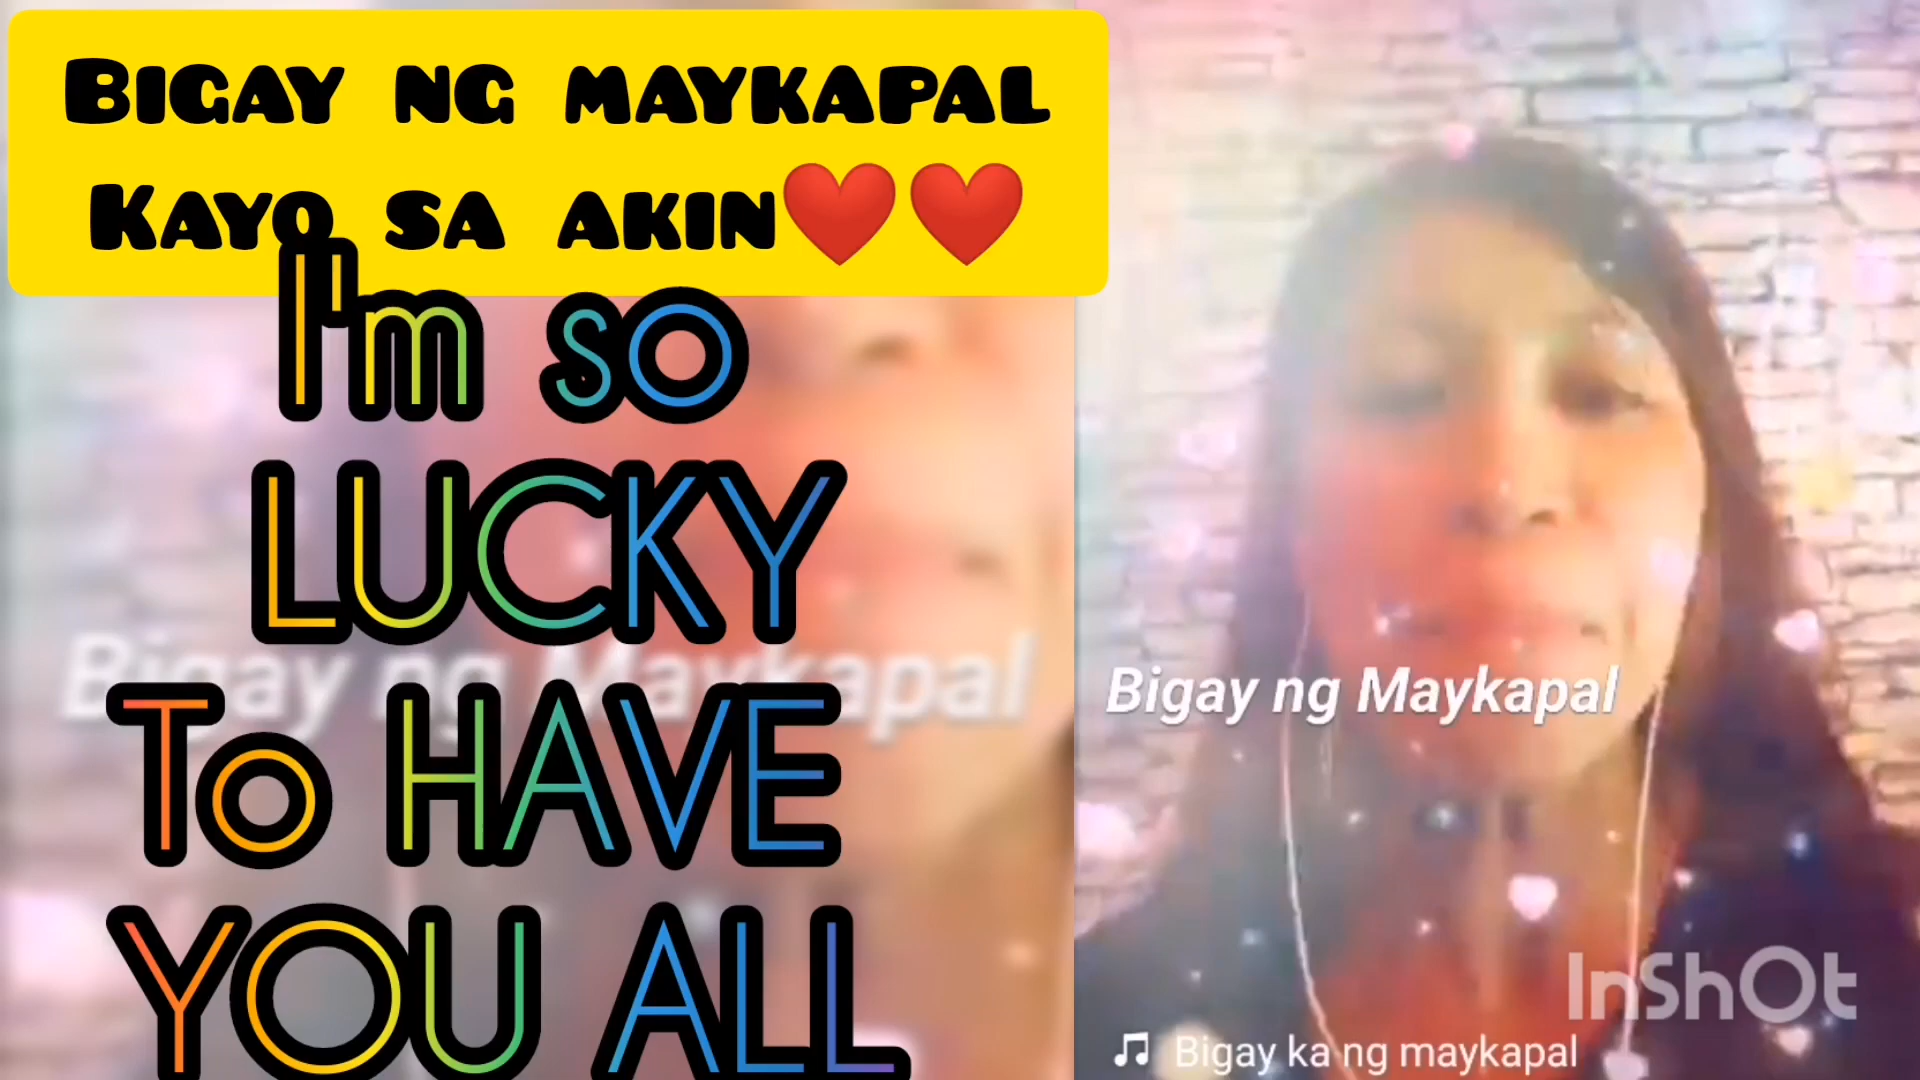 BIGAY NG MAYKAPAL
KAYO SA AKIN❤️❤️
I'm so
LUCKY
To HAVE
YOU ALL
Bigay ng Maykapal
Bigay ng Maykapal
InShOt
Bigay ka ng maykapal